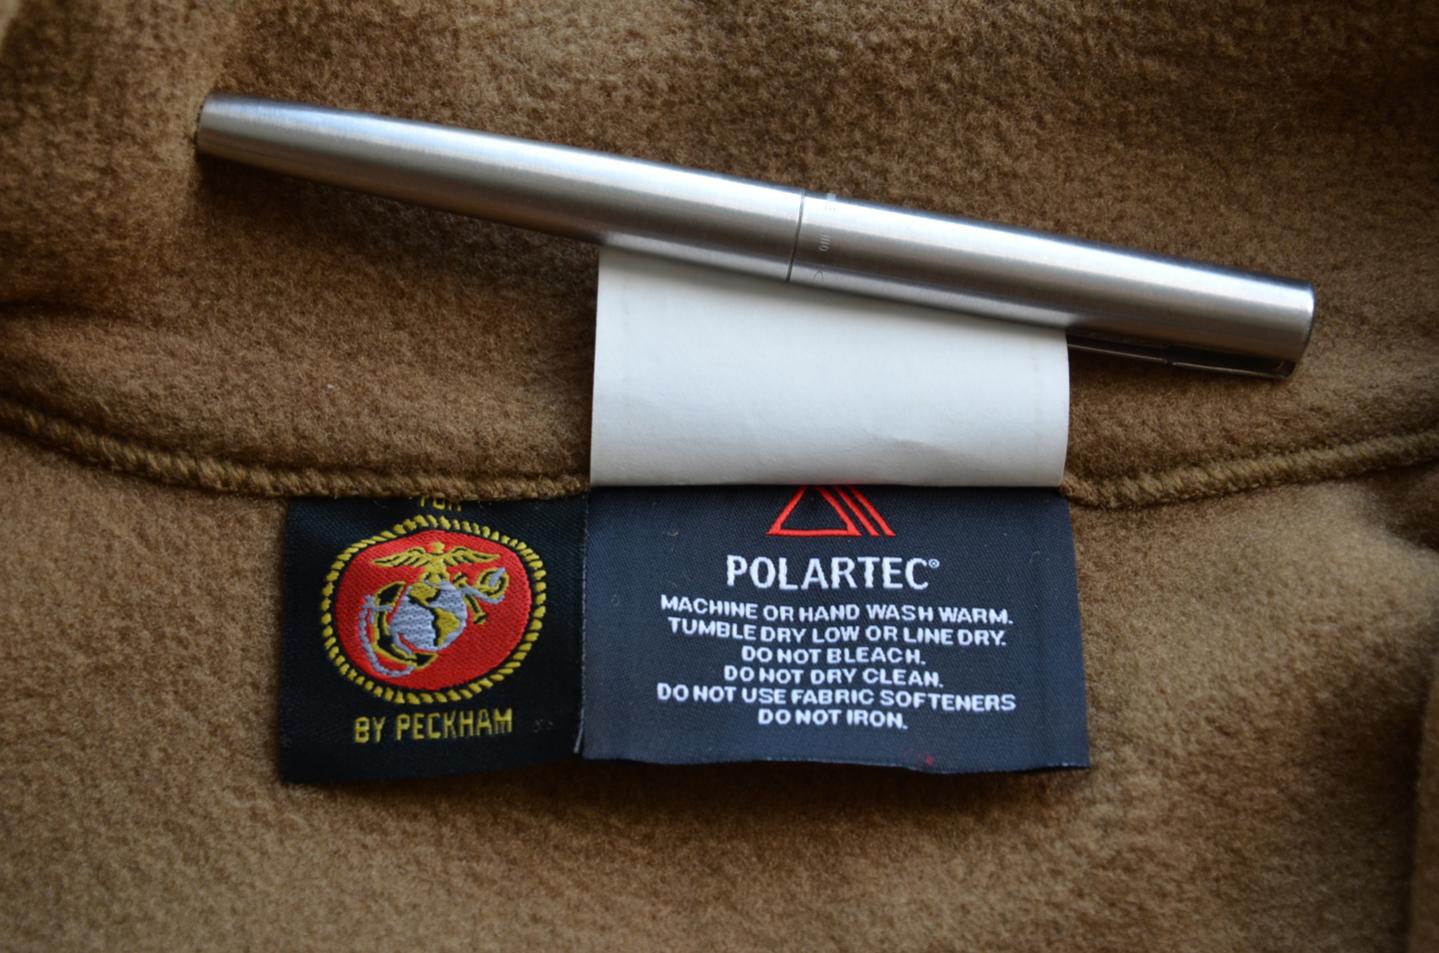 BY PECKHAM
POLARTEC®
MACHINE OR HAND WASH WARM.
TUMBLE DRY LOW OR LINE DRY.
DO NOT BLEACH.
DO NOT DRY CLEAN.
DO NOT USE FABRIC SOFTENERS
DO NOT IRON.